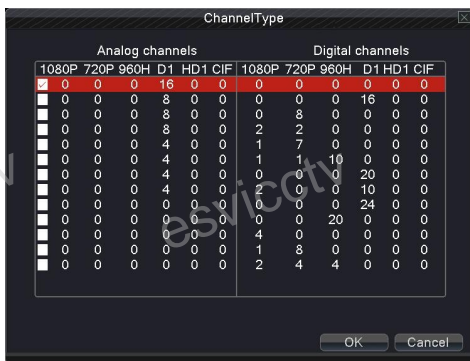 ChannelType
Analog channels Digital channels
1080P 720P 960H D1 HD1 CIF 1080P 720P 960H D1 HD1 CIF
0 0 0 16 0 0 0 0 0 0 0 0
0 0 0 8 0 0 0 0 0 16 0 0
0 0 0 8 0 0 0 8 0 0 0 0
0 0 0 8 0 0 2 2 0 0 0 0
0 0 0 4 0 0 1 7 0 0 0 0
0 0 0 4 0 0 1 1 10 0 0 0
0 0 0 4 0 0 0 0 0 20 0 0
0 0 0 4 0 0 2 0 0 10 0 0
0 0 0 0 0 0 0 0 0 24 0 0
0 0 0 0 0 0 0 0 20 0 0 0
0 0 0 0 0 0 4 0 0 0 0 0
0 0 0 0 0 0 1 8 0 0 0 0
0 0 0 0 0 0 2 4 4 0 0 0
esvicctv
OK Cancel